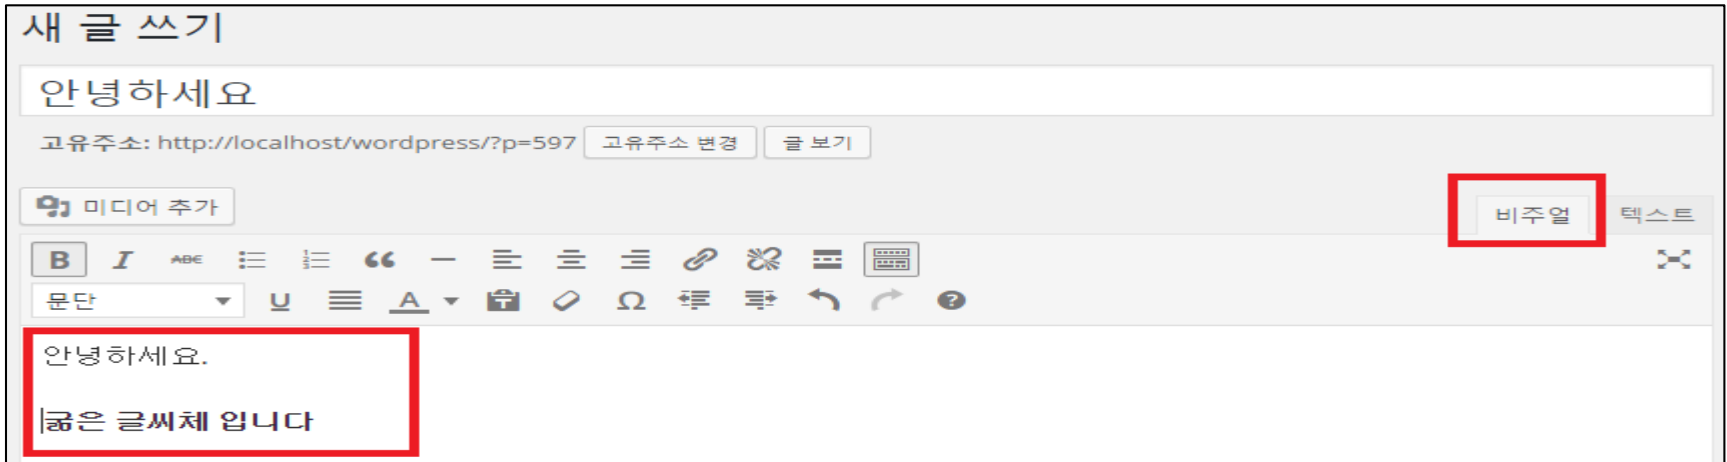 새 글 쓰기
안녕하세요
고유주소: http://localhost/wordpress/?p=597 고유주소 변경 글 보기
미디어 추가 비주얼 텍스트
B I ABE
문단 U A Ω
안녕하세요.
굵은 글씨체 입니다